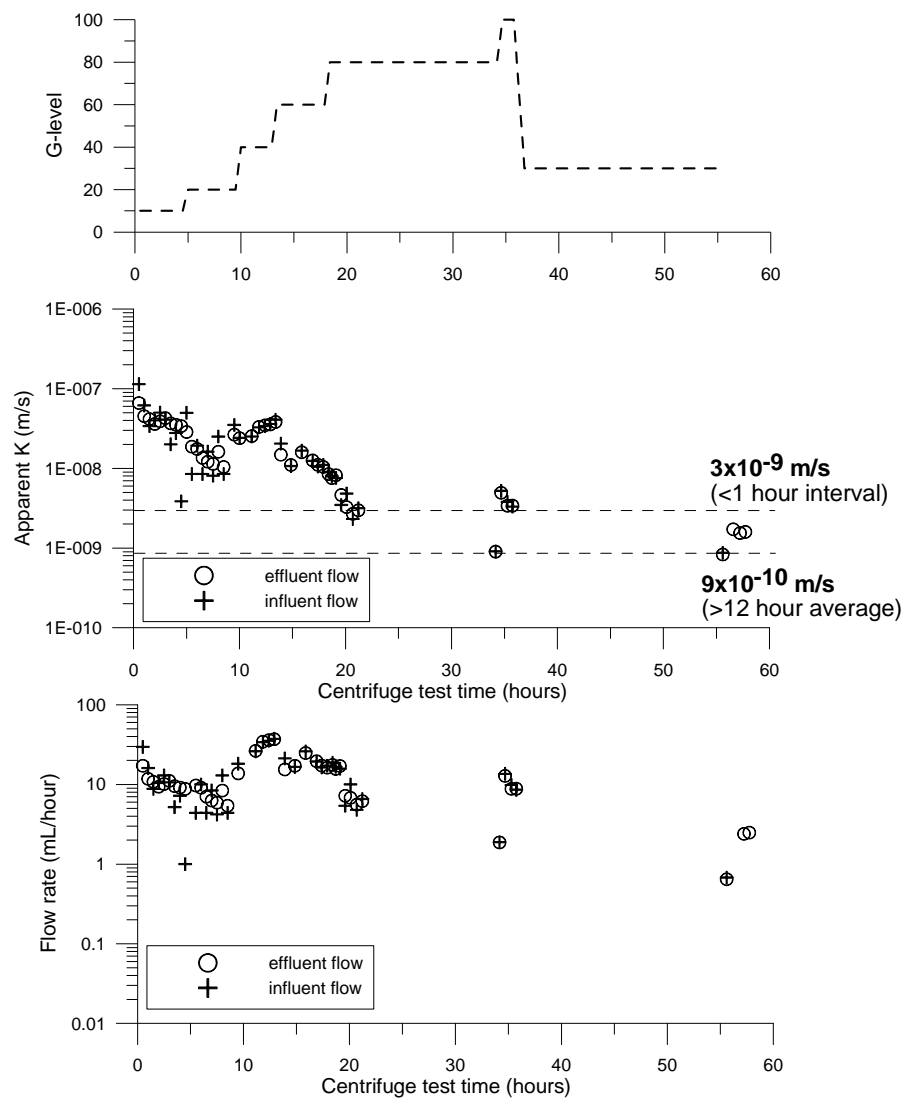 100
80
60
40
20
0
G-level
0 10 20 30 40 50 60
1E-006
1E-007
1E-008
1E-009
1E-010
Apparent K (m/s)
3x10-9 m/s
(<1 hour interval)
9x10-10 m/s
(>12 hour average)
effluent flow
influent flow
0 10 20 30 40 50 60
Centrifuge test time (hours)
100
10
1
0.1
0.01
Flow rate (mL/hour)
effluent flow
influent flow
0 10 20 30 40 50 60
Centrifuge test time (hours)